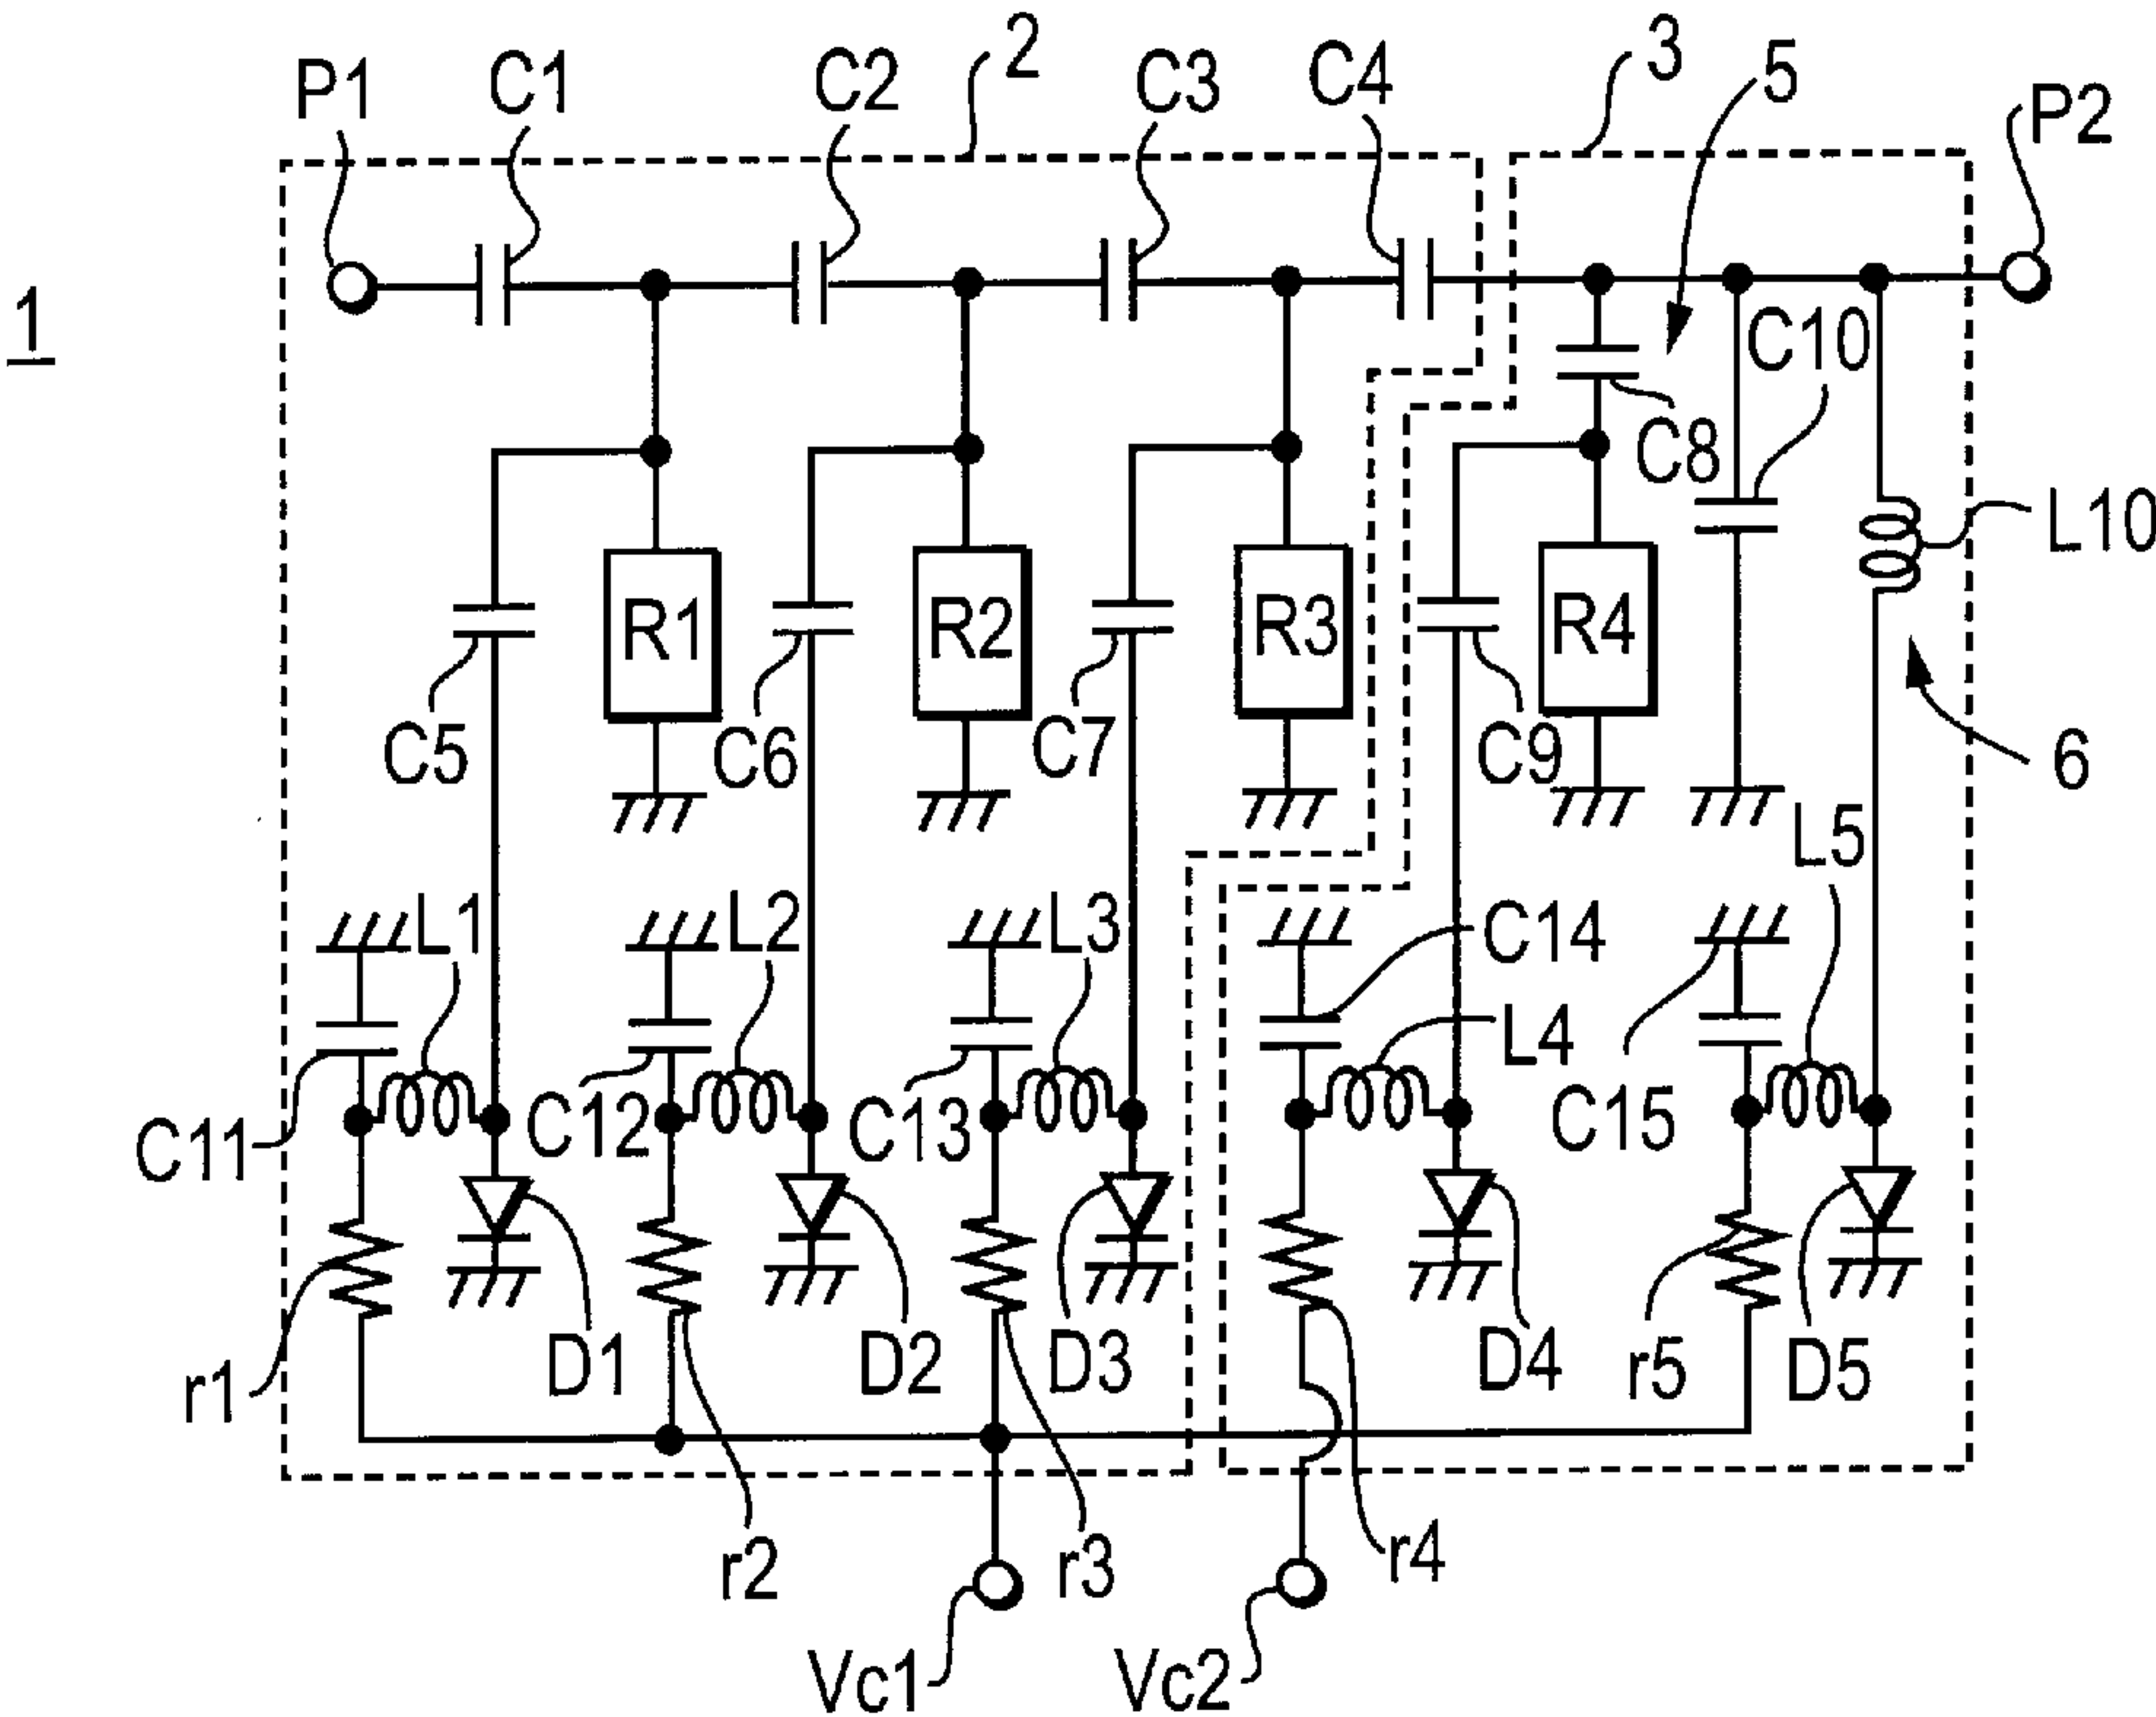 P1 C1 C2 2 C3 C4 3 5 P2
1
C10
C8
L10
R1 R2 R3 R4
C5 C6 C7 C9 6
L5
L1 L2 L3 C14
L4
C11 C12 C13 C15
D1 D2 D3 D4 r5 D5
r1
r2 r3 r4
Vc1 Vc2